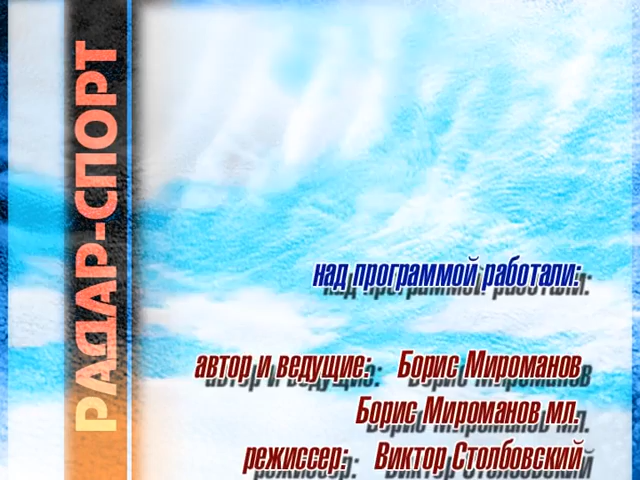 РАДАР-СПОРТ
над программой работали:
автор и ведущие: Борис Мироманов
Борис Мироманов мл.
режиссер: Виктор Столбовский